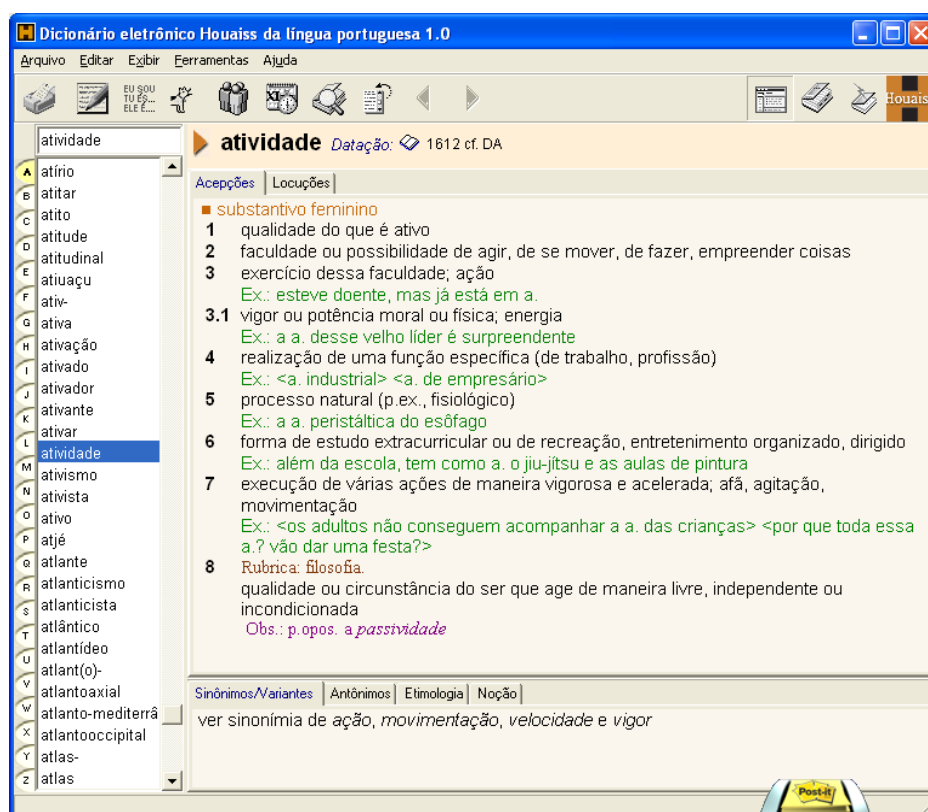 Dicionário eletrônico Houaiss da língua portuguesa 1.0
Arquivo Editar Exibir Ferramentas Ajuda
EU SOU
TU ÉS...
ELE É...
Houais
atividade
atividade Datação: 1612 cf. DA
Acepções Locuções
A
B
C
D
E
F
G
H
I
J
K
L
M
N
O
P
Q
R
S
T
U
V
W
X
Y
Z
atírio
atitar
atito
atitude
atitudinal
atiuaçu
ativ-
ativa
ativação
ativado
ativador
ativante
ativar
atividade
ativismo
ativista
ativo
atjé
atlante
atlanticismo
atlanticista
atlântico
atlantídeo
atlant(o)-
atlantoaxial
atlanto-mediterrâ
atlantooccipital
atlas-
atlas
substantivo feminino
1 qualidade do que é ativo
2 faculdade ou possibilidade de agir, de se mover, de fazer, empreender coisas
3 exercício dessa faculdade; ação
Ex.: esteve doente, mas já está em a.
3.1 vigor ou potência moral ou física; energia
Ex.: a a. desse velho líder é surpreendente
4 realização de uma função específica (de trabalho, profissão)
Ex.: <a. industrial> <a. de empresário>
5 processo natural (p.ex., fisiológico)
Ex.: a a. peristáltica do esôfago
6 forma de estudo extracurricular ou de recreação, entretenimento organizado, dirigido
Ex.: além da escola, tem como a. o jiu-jítsu e as aulas de pintura
7 execução de várias ações de maneira vigorosa e acelerada; afã, agitação,
movimentação
Ex.: <os adultos não conseguem acompanhar a a. das crianças> <por que toda essa
a.? vão dar uma festa?>
8 Rubrica: filosofia.
qualidade ou circunstância do ser que age de maneira livre, independente ou
incondicionada
Obs.: p.opos. a passividade
Sinônimos/Variantes Antônimos Etimologia Noção
ver sinonímia de ação, movimentação, velocidade e vigor
Post-it